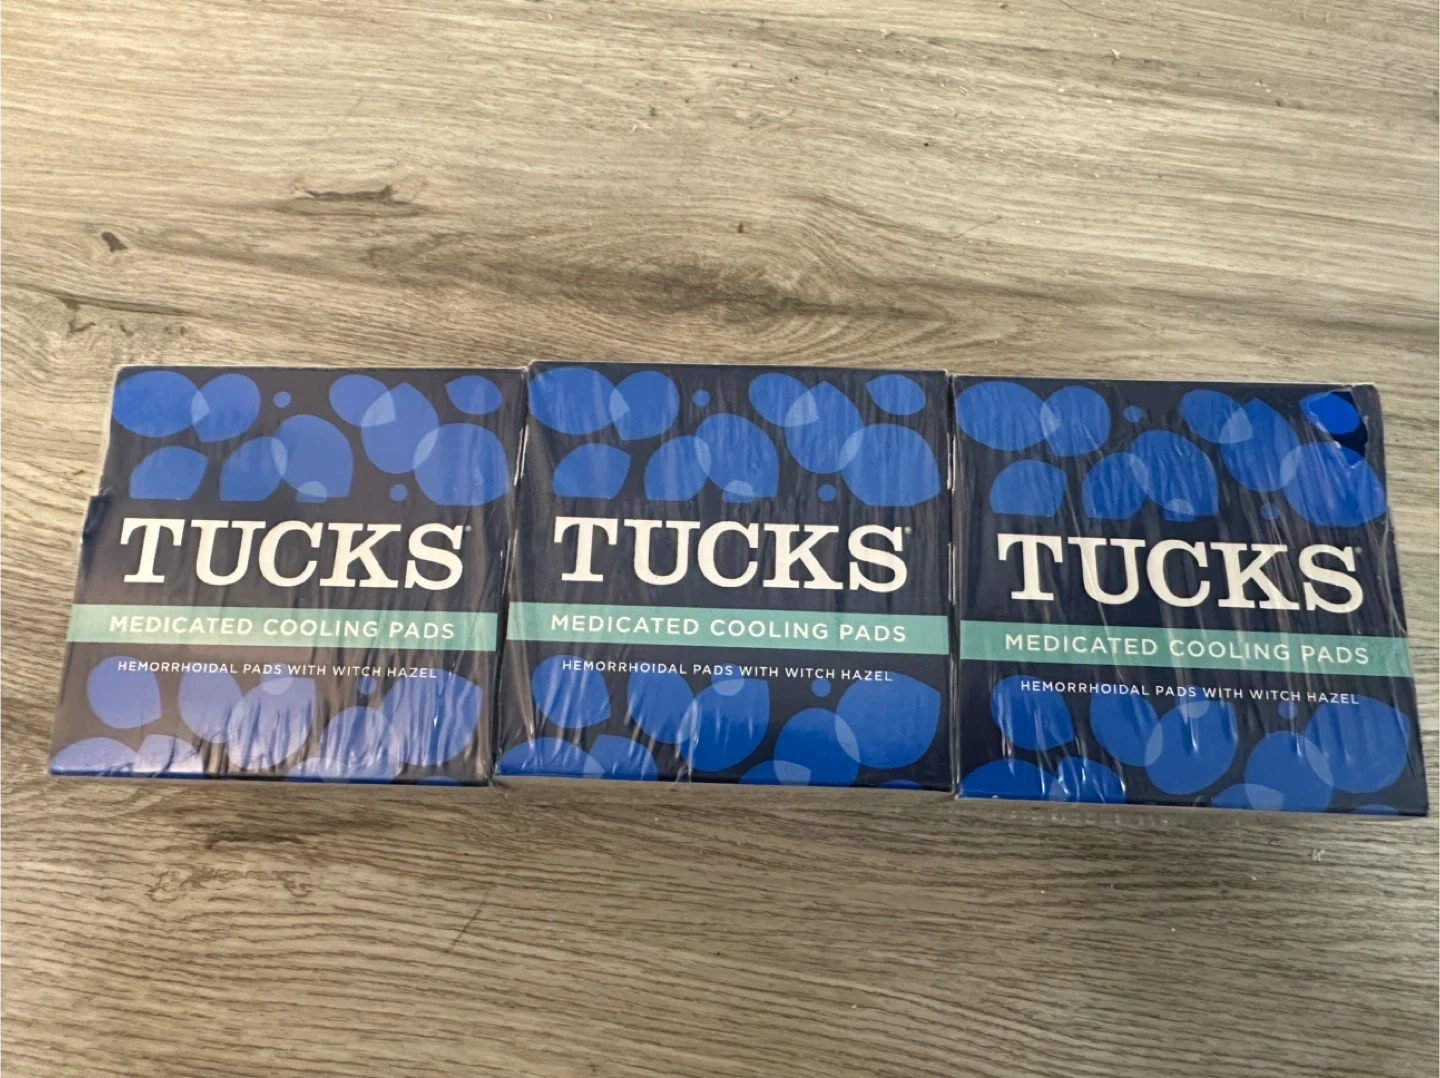 TUCKS®
MEDICATED COOLING PADS
HEMORRHOIDAL PADS WITH WITCH HAZEL
TUCKS®
MEDICATED COOLING PADS
HEMORRHOIDAL PADS WITH WITCH HAZEL
TUCKS®
MEDICATED COOLING PADS
HEMORRHOIDAL PADS WITH WITCH HAZEL